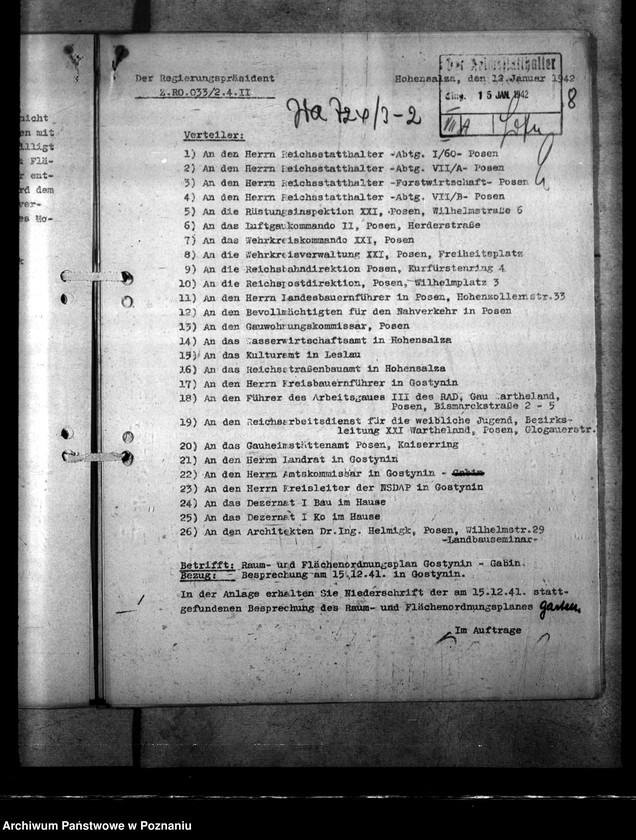 Der Regierungspräsident
Z.RO.033/2.4.II
Hohensalza, den 12.Januar 1942
Der Reichsstatthalter
Eing. 15 JAN. 1942
8
Verteiler:
1) An den Herrn Reichsstatthalter -Abtg. I/60- Posen
2) An den Herrn Reichsstatthalter -Abtg. VII/A- Posen
3) An den Herrn Reichsstatthalter -Forstwirtschaft- Posen
4) An den Herrn Reichsstatthalter -Abtg. VII/B- Posen
5) An die Rüstungsinspektion XXI, Posen, Wilhelmstraße 6
6) An das Luftgaukommando II, Posen, Herderstraße
7) An das Wehrkreiskommando XXI, Posen
8) An die Wehrkreisverwaltung XXI, Posen, Freiheitsplatz
9) An die Reichsbahndirektion Posen, Kurfürstenring 4
10) An die Reichspostdirektion, Posen, Wilhelmplatz 3
11) An den Herrn Landesbauernführer in Posen, Hohenzollernstr.33
12) An den Bevollmächtigten für den Nahverkehr in Posen
13) An den Gauwohnungskommissar, Posen
14) An das Wasserwirtschaftsamt in Hohensalza
15) An das Kulturamt in Leslau
16) An das Reichsstraßenbauamt in Hohensalza
17) An den Herrn Kreisbauernführer in Gostynin
18) An den Führer des Arbeitsgaues III des RAD, Gau Wartheland,
Posen, Bismarckstraße 2 - 5
19) An den Reichsarbeitsdienst für die weibliche Jugend, Bezirks-
leitung XXI Wartheland, Posen, Glogauerstr.
20) An das Gauheimstättenamt Posen, Kaiserring
21) An den Herrn Landrat in Gostynin
22) An den Herrn Amtskommissar in Gostynin - Gabin
23) An den Herrn Kreisleiter der NSDAP in Gostynin
24) An das Dezernat I Bau im Hause
25) An das Dezernat I Ko im Hause
26) An den Architekten Dr.Ing. Helmigk, Posen, Wilhelmstr.29
-Landbauseminar-
Betrifft: Raum- und Flächenordnungsplan Gostynin - Gabin.
Bezug: - Besprechung am 15.12.41. in Gostynin.
In der Anlage erhalten Sie Niederschrift der am 15.12.41. statt-
gefundenen Besprechung des Raum- und Flächenordnungsplanes
Im Auftrage
Archiwum Państwowe w Poznaniu